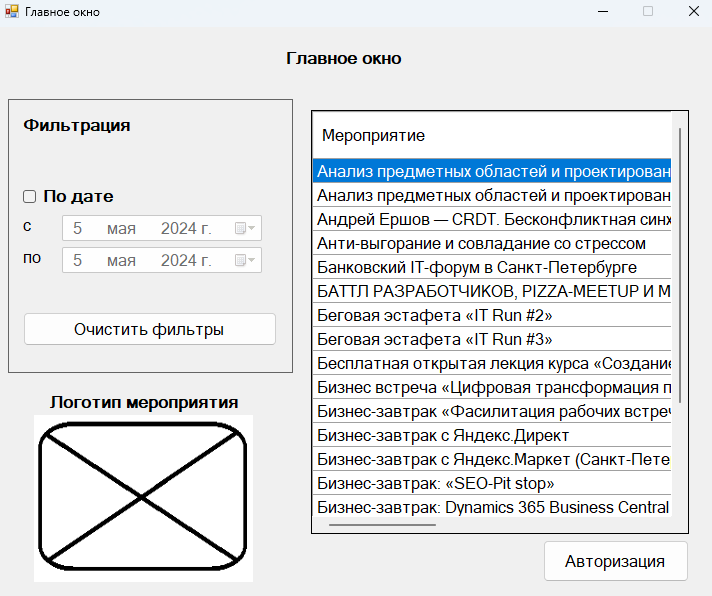 Главное окно
Главное окно
Фильтрация
По дате
с 5 мая 2024 г.
по 5 мая 2024 г.
Очистить фильтры
Логотип мероприятия
Мероприятие
Анализ предметных областей и проектирован
Анализ предметных областей и проектирован
Андрей Ершов — CRDT. Бесконфликтная синх
Анти-выгорание и совладание со стрессом
Банковский IT-форум в Санкт-Петербурге
БАТТЛ РАЗРАБОТЧИКОВ, PIZZA-MEETUP И М
Беговая эстафета «IT Run #2»
Беговая эстафета «IT Run #3»
Бесплатная открытая лекция курса «Создание
Бизнес встреча «Цифровая трансформация п
Бизнес-завтрак «Фасилитация рабочих встреч
Бизнес-завтрак с Яндекс.Директ
Бизнес-завтрак с Яндекс.Маркет (Санкт-Пете
Бизнес-завтрак: «SEO-Pit stop»
Бизнес-завтрак: Dynamics 365 Business Central
Авторизация